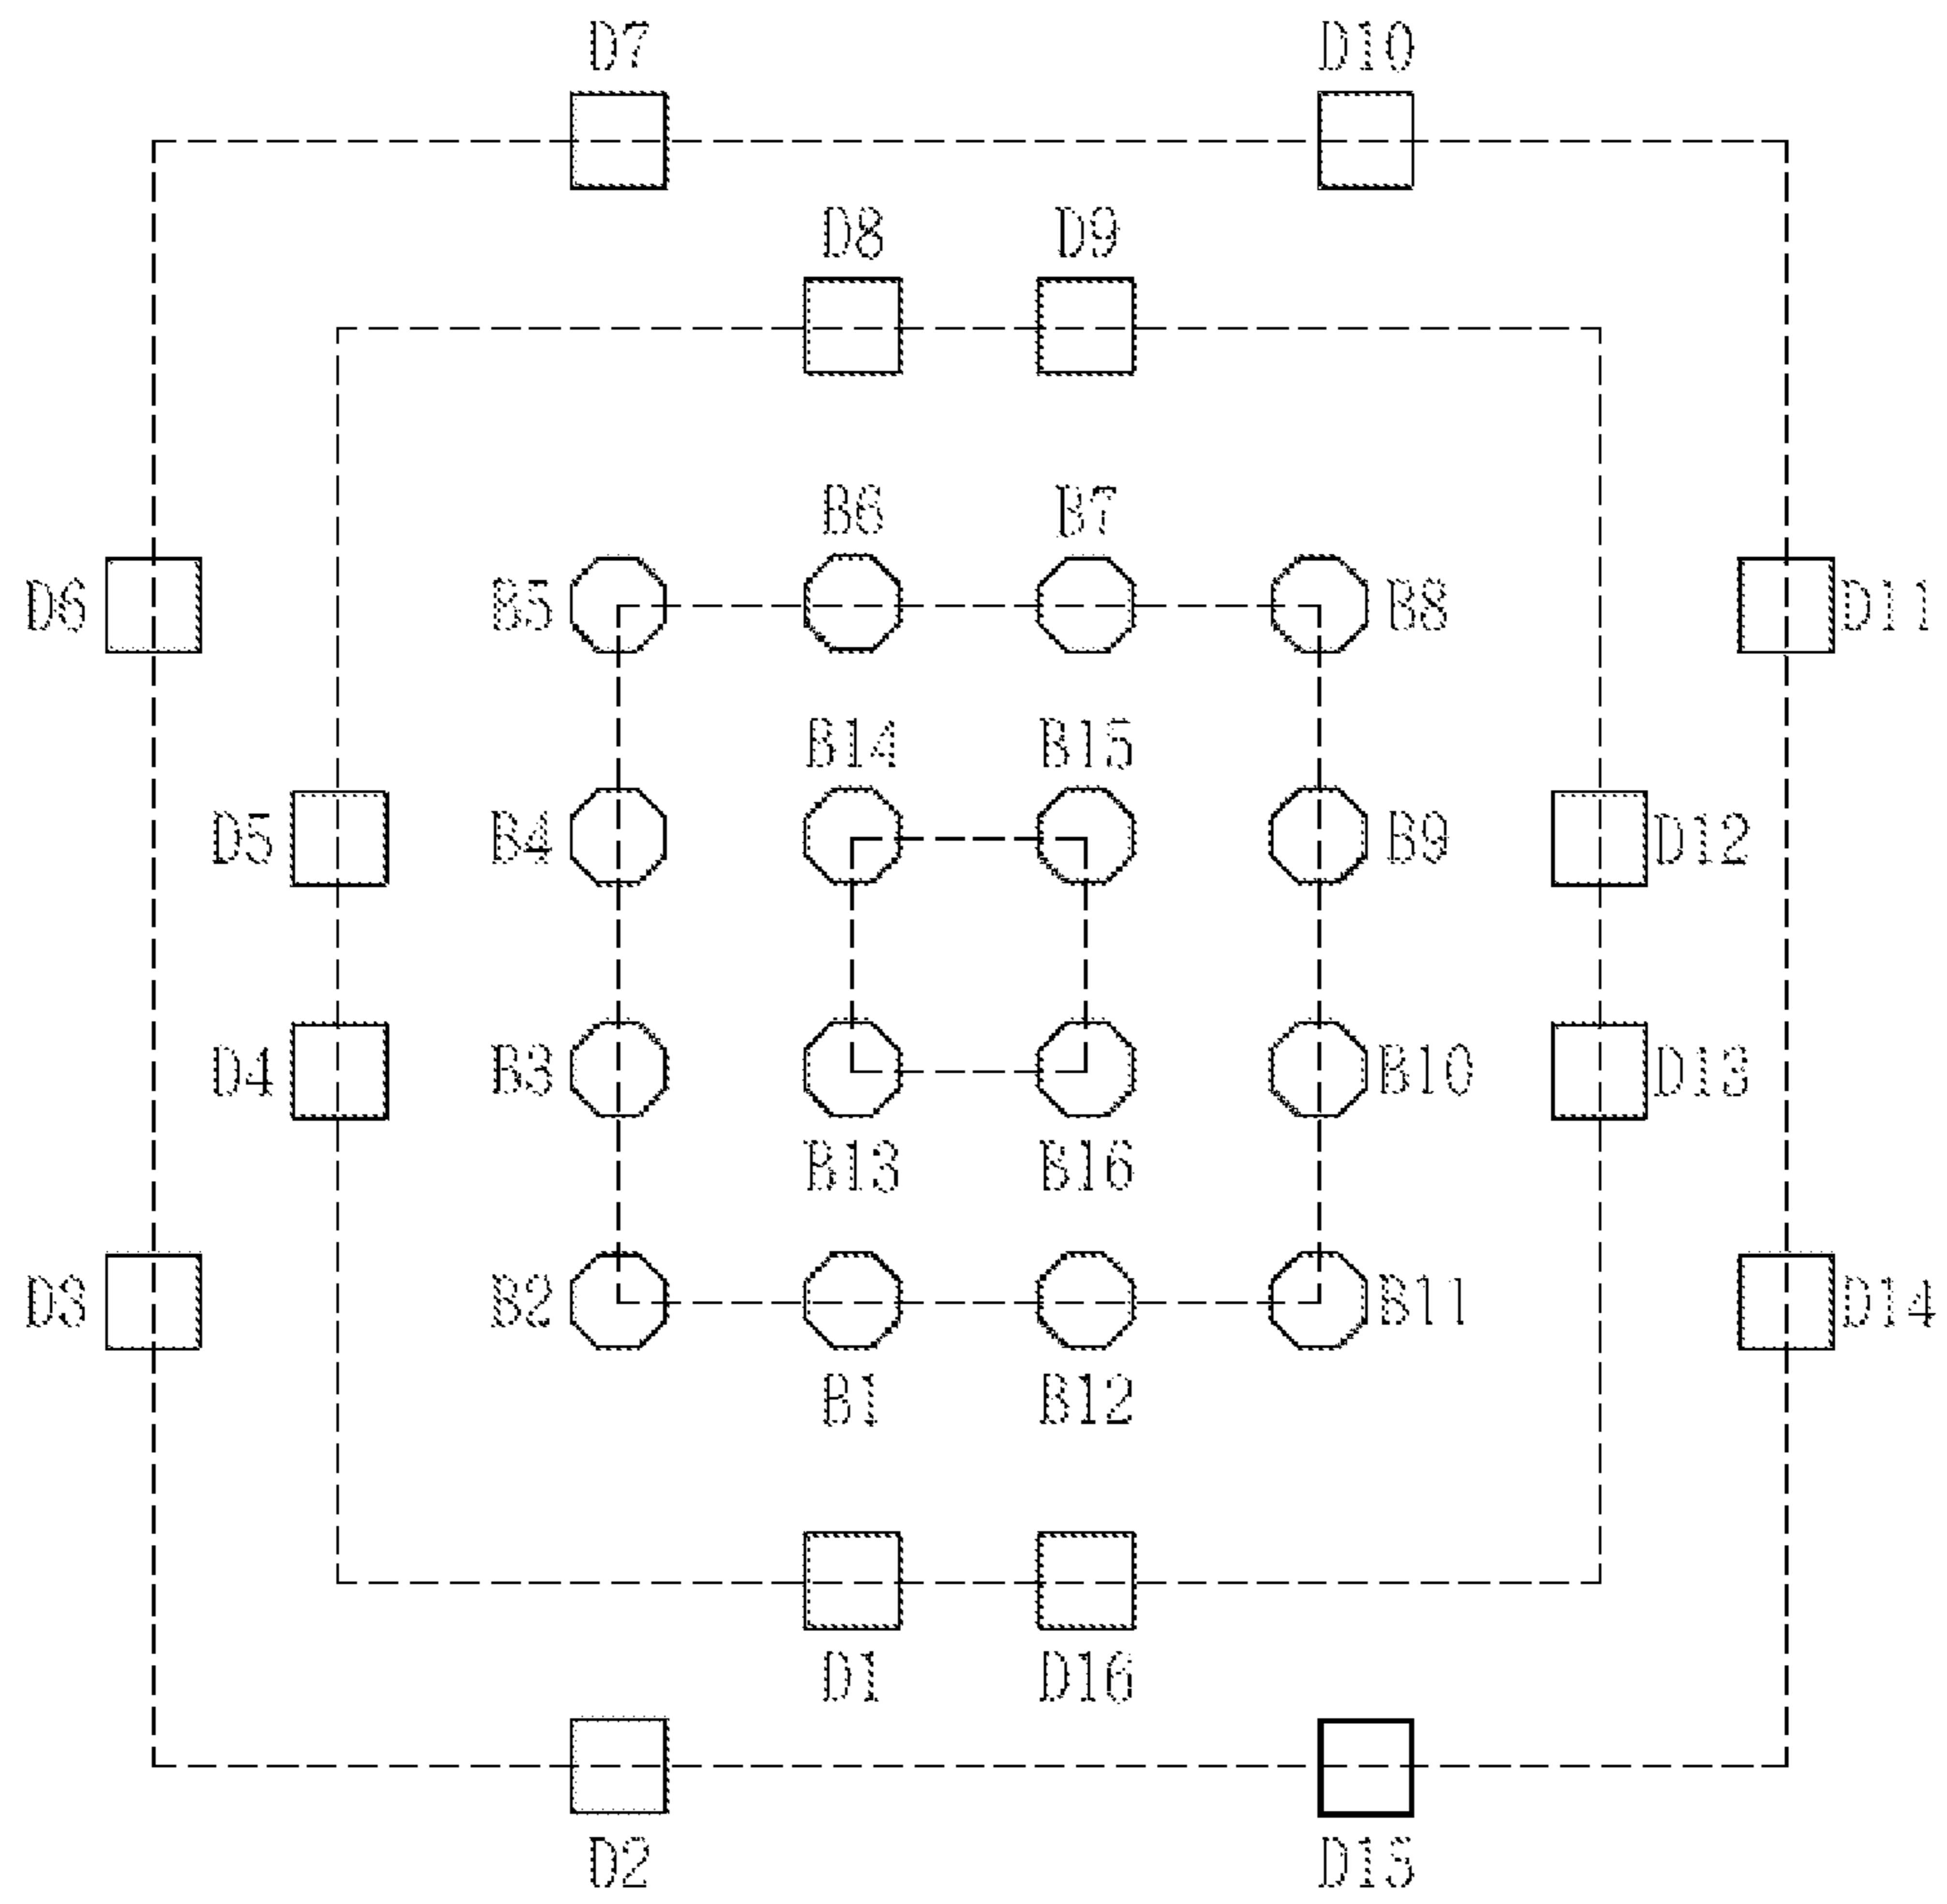 D7 D10
D8 D9
B6 B7
D6 B5 B8 D11
B14 B15
D5 B4 B9 D12
D4 B3 B10 D13
B13 B16
D3 B2 B11 D14
B1 B12
D1 D16
D2 D15